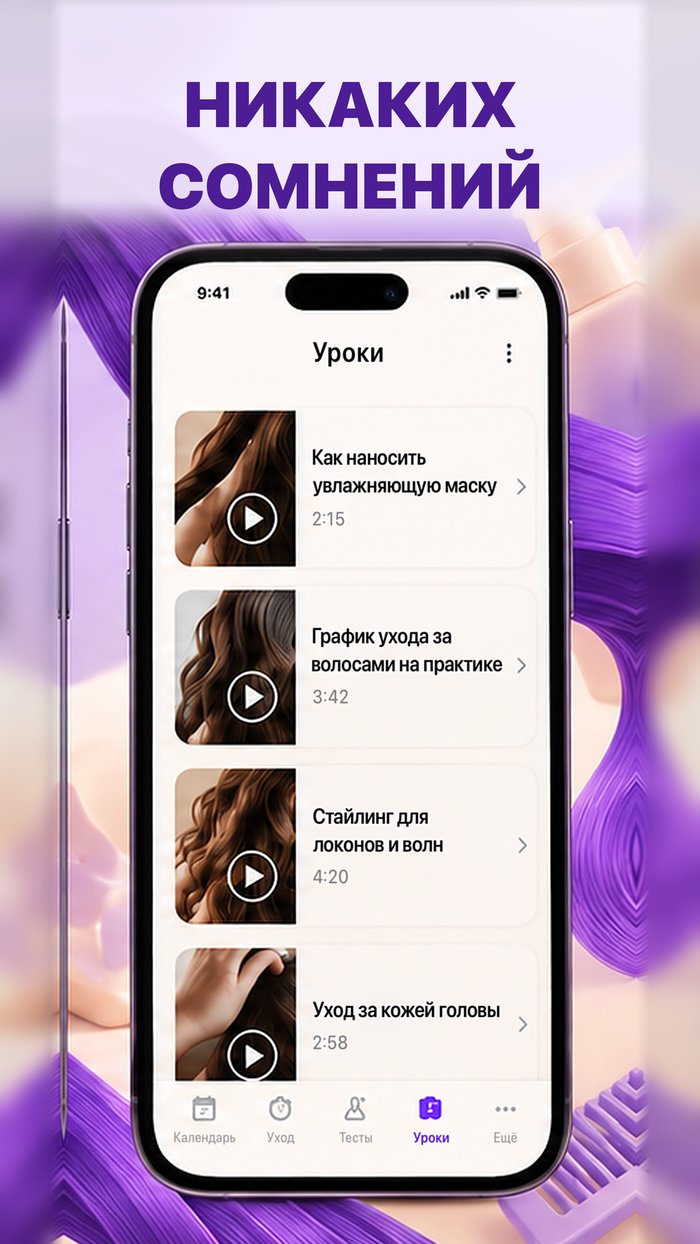 НИКАКИХ
СОМНЕНИЙ
9:41
Уроки
Как наносить
увлажняющую маску
2:15
График ухода за
волосами на практике
3:42
Стайлинг для
локонов и волн
4:20
Уход за кожей головы
2:58
Календарь Уход Тесты Уроки Ещё